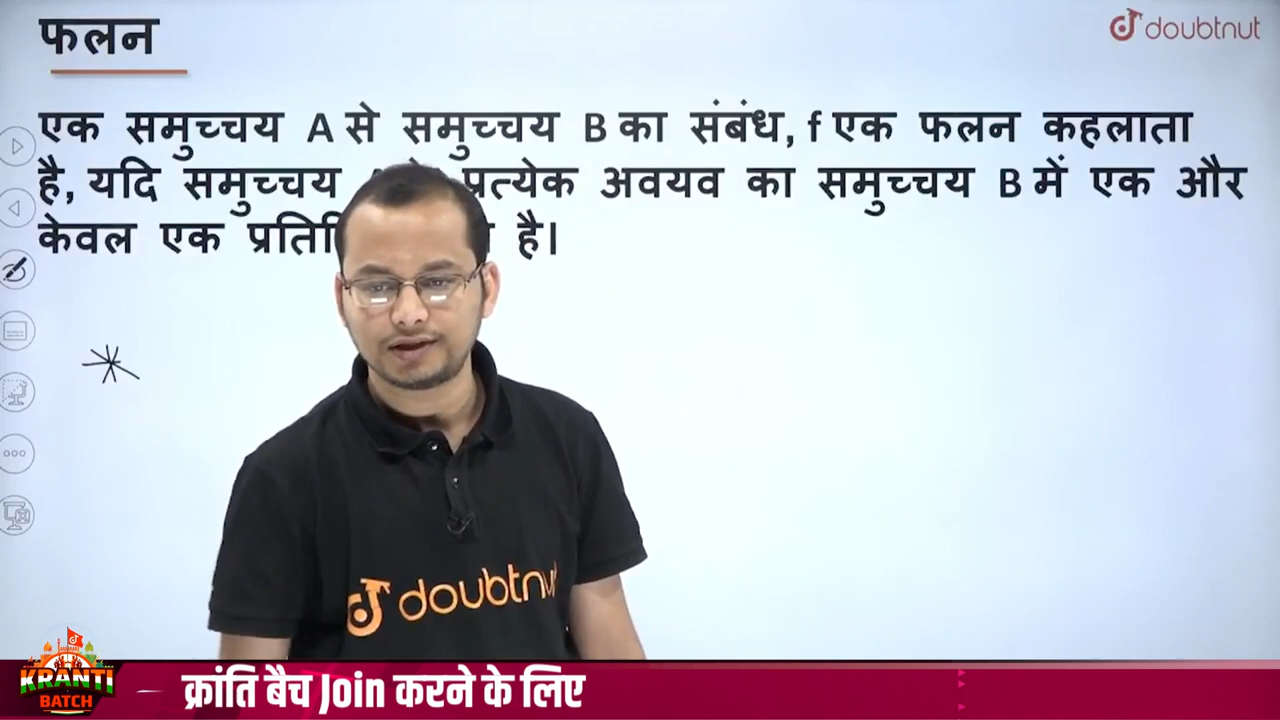 फलन
doubtnut
एक समुच्चय A से समुच्चय B का संबंध, f एक फलन कहलाता
है, यदि समुच्चय प्रत्येक अवयव का समुच्चय B में एक और
केवल एक है।
doubtnut
KRANTI
BATCH
क्रांति बैच Join करने के लिए